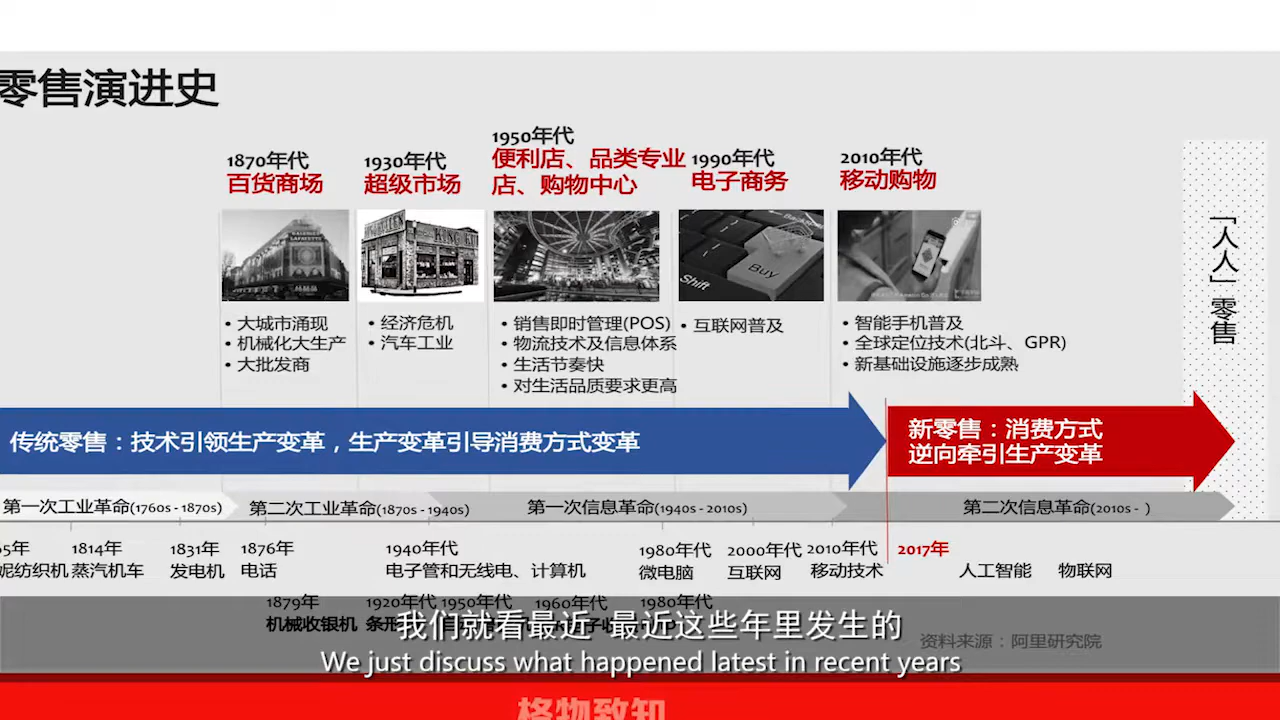 零售演进史
1870年代
百货商场
1930年代
超级市场
1950年代
便利店、品类专业
店、购物中心
1990年代
电子商务
2010年代
移动购物
GALERIES
LAFAYETTE
Buy
Shift
• 大城市涌现
• 机械化大生产
• 大批发商
• 经济危机
• 汽车工业
• 销售即时管理(POS)
• 物流技术及信息体系
• 生活节奏快
• 对生活品质要求更高
• 互联网普及
• 智能手机普及
• 全球定位技术(北斗、GPR)
• 新基础设施逐步成熟
「人人」零售
传统零售：技术引领生产变革，生产变革引导消费方式变革
新零售：消费方式
逆向牵引生产变革
第一次工业革命(1760s - 1870s)
第二次工业革命(1870s - 1940s)
第一次信息革命(1940s - 2010s)
第二次信息革命(2010s - )
5年
妮纺织机
1814年
蒸汽机车
1831年
发电机
1876年
电话
1940年代
电子管和无线电、计算机
1980年代
微电脑
2000年代
互联网
2010年代
移动技术
2017年
人工智能
物联网
1879年
机械收银机
1920年代
条形
1950年代
1960年代
1980年代
资料来源：阿里研究院
我们就看最近 最近这些年里发生的
We just discuss what happened latest in recent years
格物致知